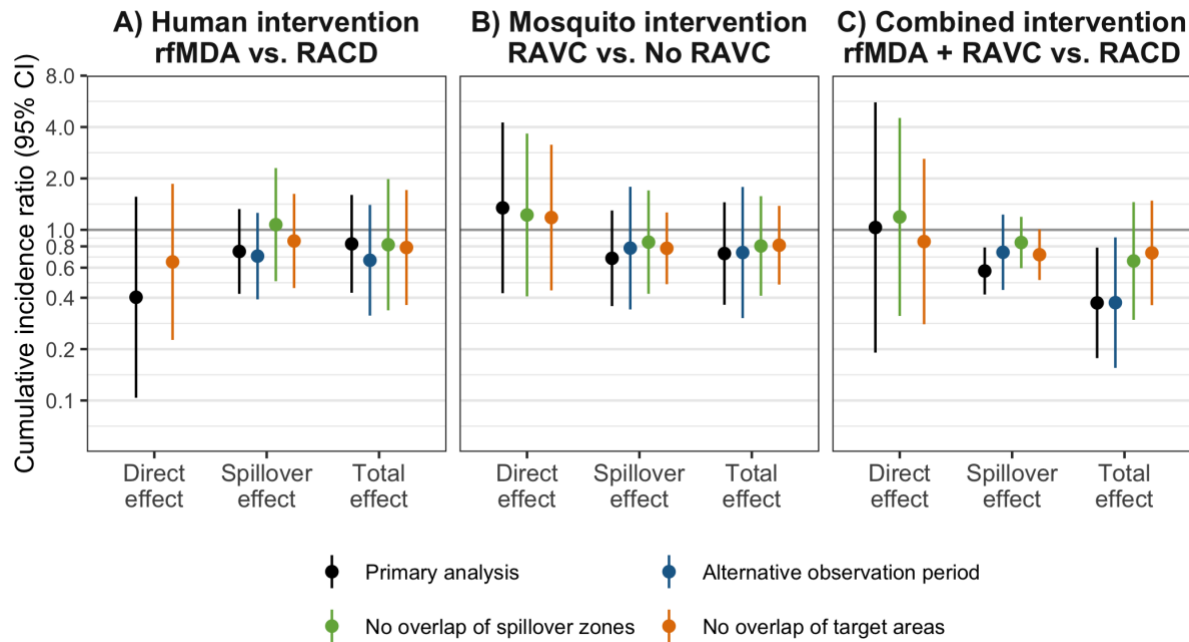 A) Human intervention
rfMDA vs. RACD
B) Mosquito intervention
RAVC vs. No RAVC
C) Combined intervention
rfMDA + RAVC vs. RACD
Cumulative incidence ratio (95% CI)
8.0
4.0
2.0
1.0
0.8
0.6
0.4
0.2
0.1
Direct
effect
Spillover
effect
Total
effect
Direct
effect
Spillover
effect
Total
effect
Direct
effect
Spillover
effect
Total
effect
Primary analysis
Alternative observation period
No overlap of spillover zones
No overlap of target areas